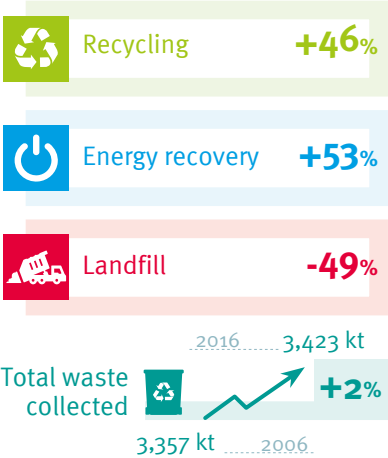 Recycling +46%
Energy recovery +53%
Landfill -49%
2016 3,423 kt
Total waste
collected
+2%
3,357 kt 2006